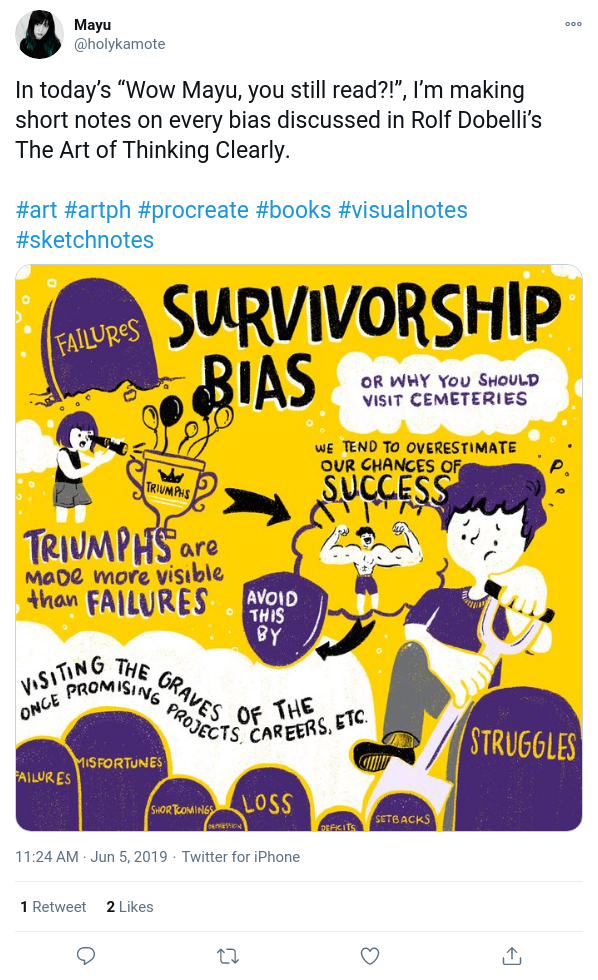 Mayu
@holykamote
In today's “Wow Mayu, you still read?!”, I'm making
short notes on every bias discussed in Rolf Dobelli's
The Art of Thinking Clearly.
#art #artph #procreate #books #visualnotes
#sketchnotes
FAILURES
SURVIVORSHIP
BIAS
OR WHY YOU SHOULD
VISIT CEMETERIES
WE TEND TO OVERESTIMATE
OUR CHANCES OF
SUCCESS
TRIUMPHS
TRIUMPHS are
MADE more visible
than FAILURES
AVOID
THIS
BY
VISITING THE GRAVES OF THE
ONCE PROMISING PROJECTS, CAREERS, ETC.
STRUGGLES
MISFORTUNES
FAILURES
SHORTCOMINGS
LOSS
DEPRESSION
DEFICITS
SETBACKS
11:24 AM · Jun 5, 2019 · Twitter for iPhone
1 Retweet 2 Likes